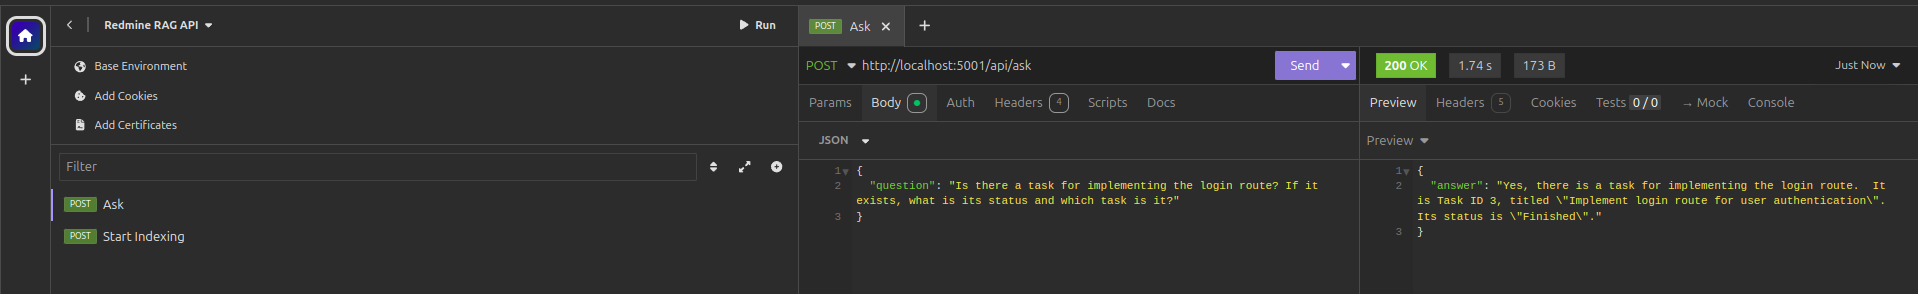 Redmine RAG API
Run
Base Environment
Add Cookies
Add Certificates
Filter
POST Ask
POST Start Indexing
POST Ask
POST http://localhost:5001/api/ask
Send
Params Body Auth Headers 4 Scripts Docs
JSON
1 {
2 "question": "Is there a task for implementing the login route? If it
exists, what is its status and which task is it?"
3 }
200 OK 1.74 s 173 B
Just Now
Preview Headers 5 Cookies Tests 0 / 0 → Mock Console
Preview
1 {
2 "answer": "Yes, there is a task for implementing the login route.  It
is Task ID 3, titled \"Implement login route for user authentication\".
Its status is \"Finished\"."
3 }